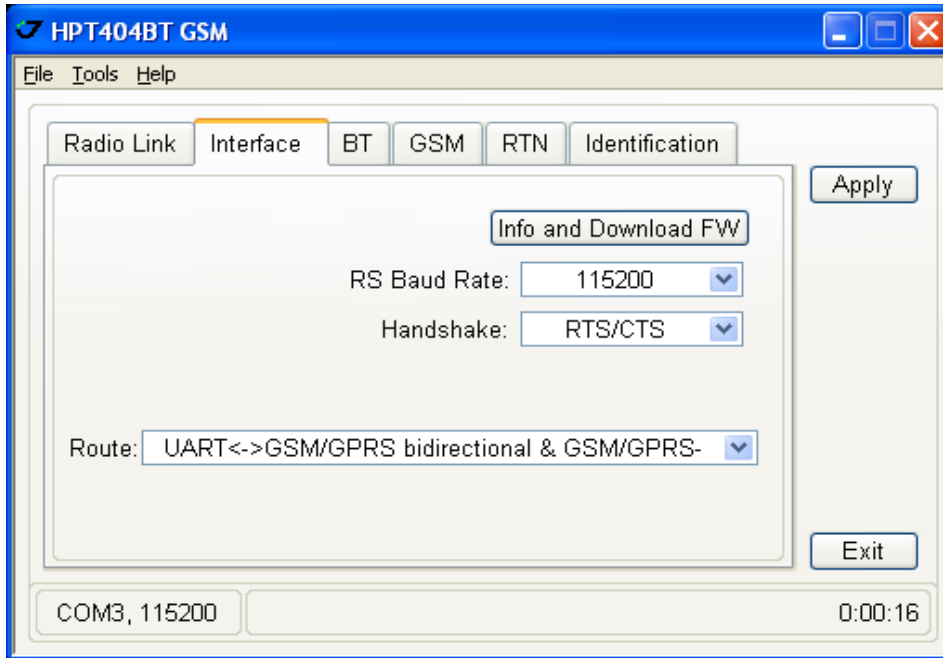 HPT404BT GSM
File Tools Help
Radio Link Interface BT GSM RTN Identification
Apply
Info and Download FW
RS Baud Rate: 115200
Handshake: RTS/CTS
Route: UART<->GSM/GPRS bidirectional & GSM/GPRS-
Exit
COM3, 115200 0:00:16